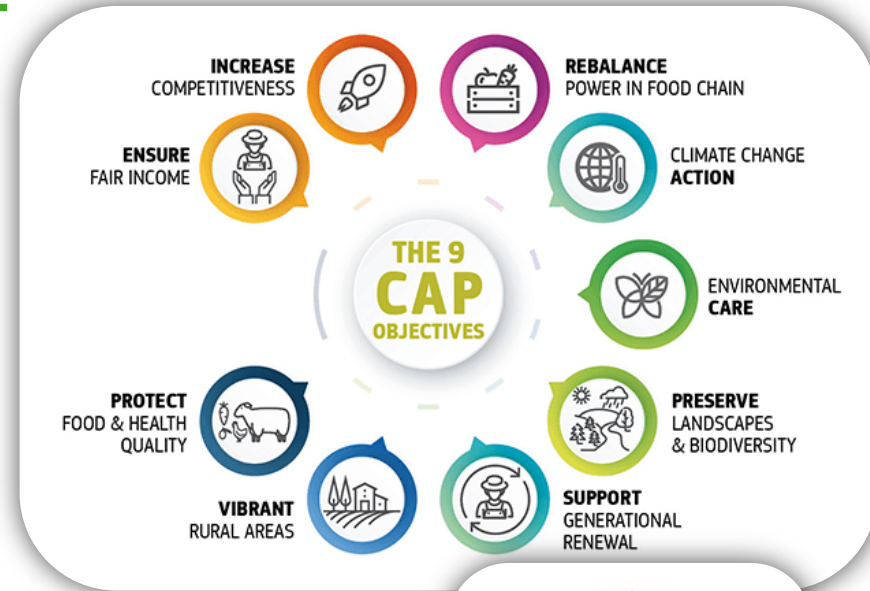 THE 9
CAP
OBJECTIVES
INCREASE
COMPETITIVENESS
ENSURE
FAIR INCOME
REBALANCE
POWER IN FOOD CHAIN
CLIMATE CHANGE
ACTION
ENVIRONMENTAL
CARE
PRESERVE
LANDSCAPES
& BIODIVERSITY
SUPPORT
GENERATIONAL
RENEWAL
VIBRANT
RURAL AREAS
PROTECT
FOOD & HEALTH
QUALITY